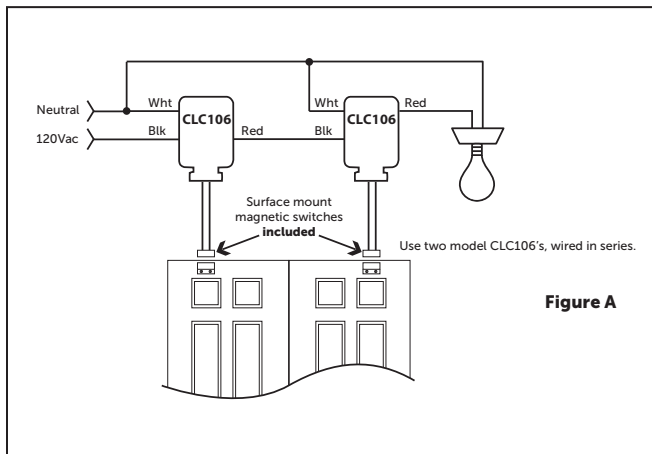 Neutral
120Vac
Wht
Blk
CLC106
Red
Wht
Blk
CLC106
Red
Surface mount
magnetic switches
included
Use two model CLC106's, wired in series.
Figure A